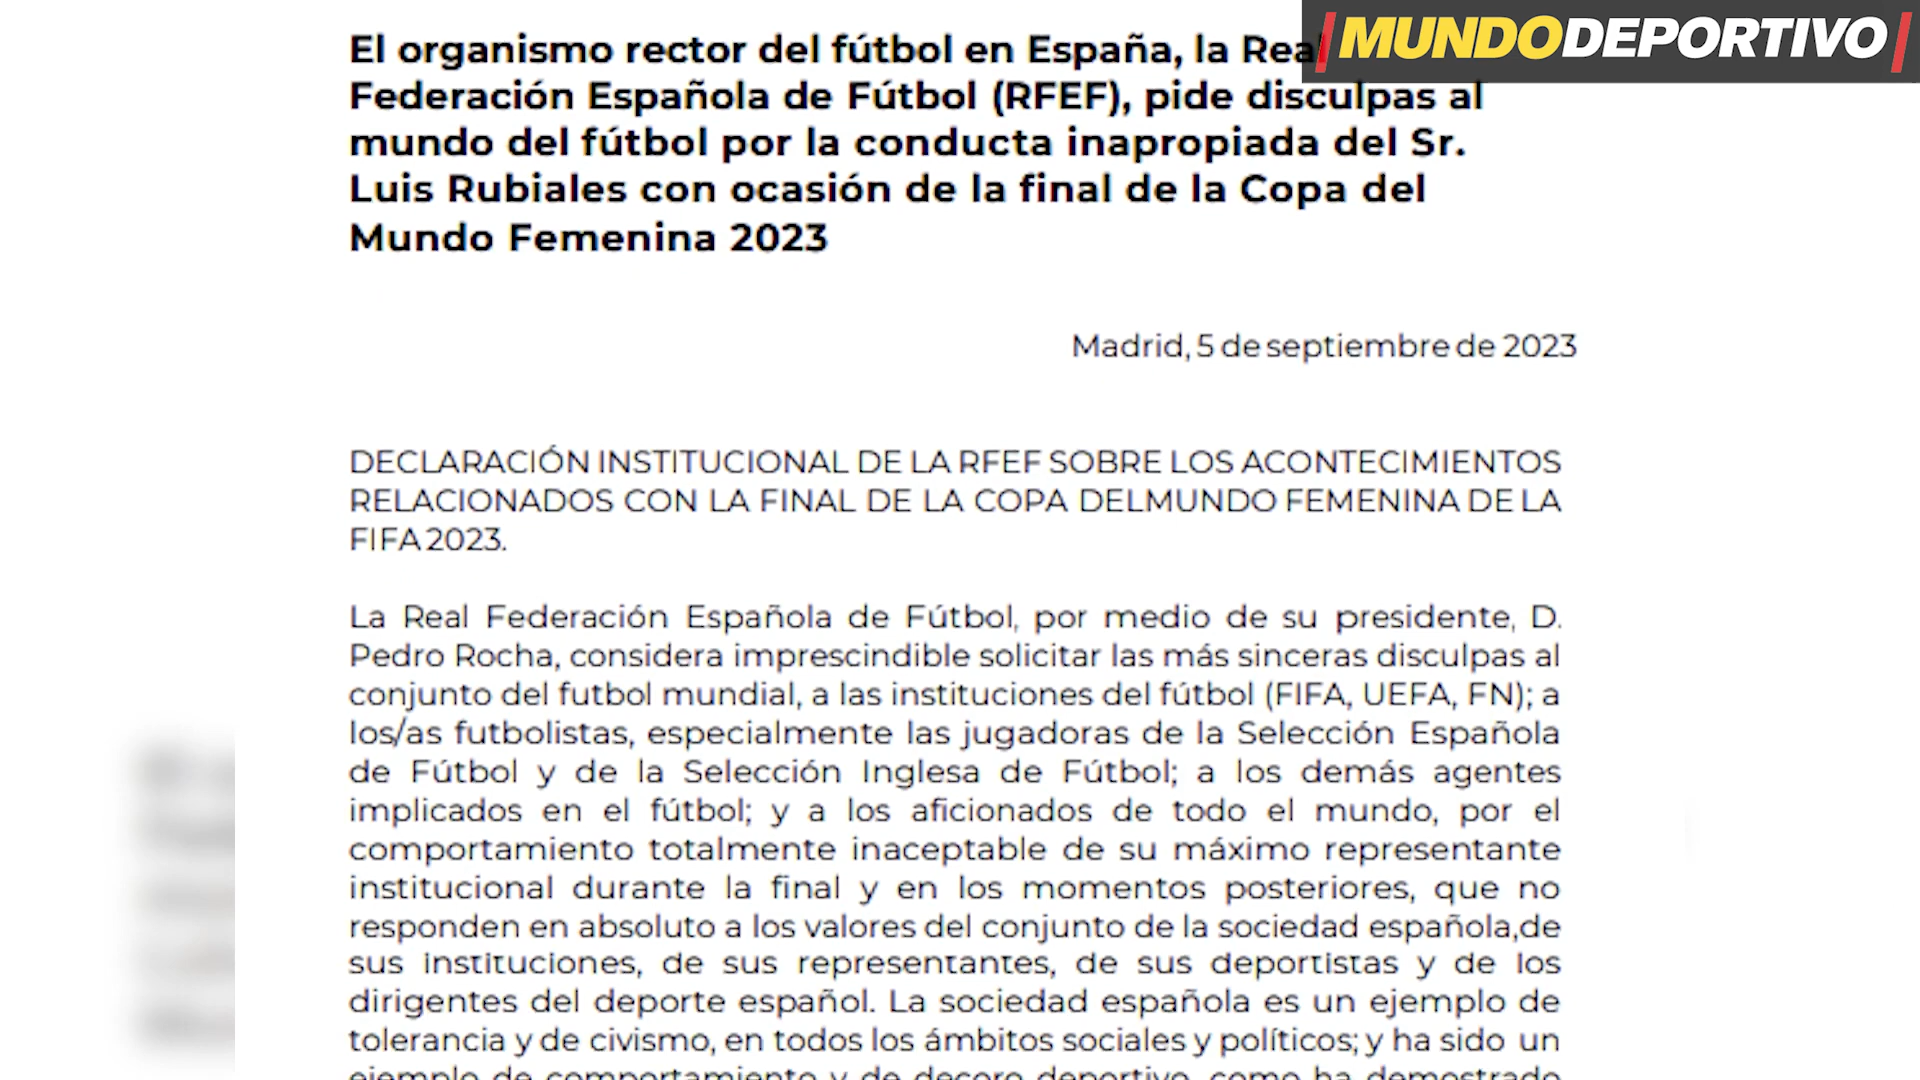 MUNDODEPORTIVO
El organismo rector del fútbol en España, la Real
Federación Española de Fútbol (RFEF), pide disculpas al
mundo del fútbol por la conducta inapropiada del Sr.
Luis Rubiales con ocasión de la final de la Copa del
Mundo Femenina 2023
Madrid, 5 de septiembre de 2023
DECLARACIÓN INSTITUCIONAL DE LA RFEF SOBRE LOS ACONTECIMIENTOS
RELACIONADOS CON LA FINAL DE LA COPA DELMUNDO FEMENINA DE LA
FIFA 2023.
La Real Federación Española de Fútbol, por medio de su presidente, D.
Pedro Rocha, considera imprescindible solicitar las más sinceras disculpas al
conjunto del futbol mundial, a las instituciones del fútbol (FIFA, UEFA, FN); a
los/as futbolistas, especialmente las jugadoras de la Selección Española
de Fútbol y de la Selección Inglesa de Fútbol; a los demás agentes
implicados en el fútbol; y a los aficionados de todo el mundo, por el
comportamiento totalmente inaceptable de su máximo representante
institucional durante la final y en los momentos posteriores, que no
responden en absoluto a los valores del conjunto de la sociedad española,de
sus instituciones, de sus representantes, de sus deportistas y de los
dirigentes del deporte español. La sociedad española es un ejemplo de
tolerancia y de civismo, en todos los ámbitos sociales y políticos; y ha sido un
ejemplo de comportamiento y de decoro deportivo, como ha demostrado